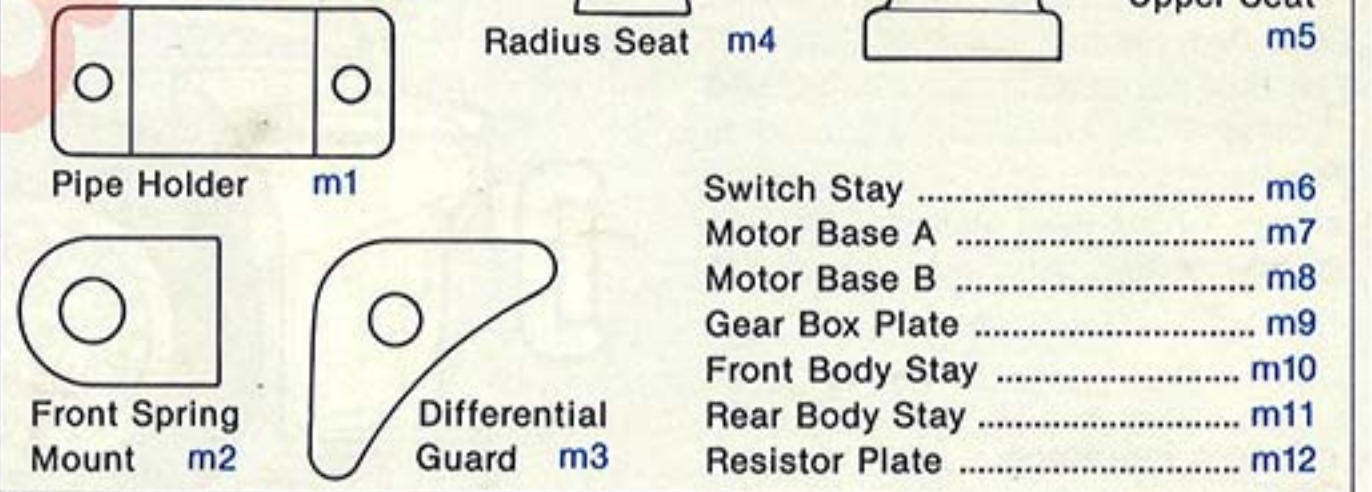 Upper Seat
Radius Seat m4
m5
Pipe Holder m1
Switch Stay ........ m6
Motor Base A ........ m7
Motor Base B ........ m8
Gear Box Plate ........ m9
Front Body Stay ........ m10
Rear Body Stay ........ m11
Resistor Plate ........ m12
Front Spring
Mount m2
Differential
Guard m3